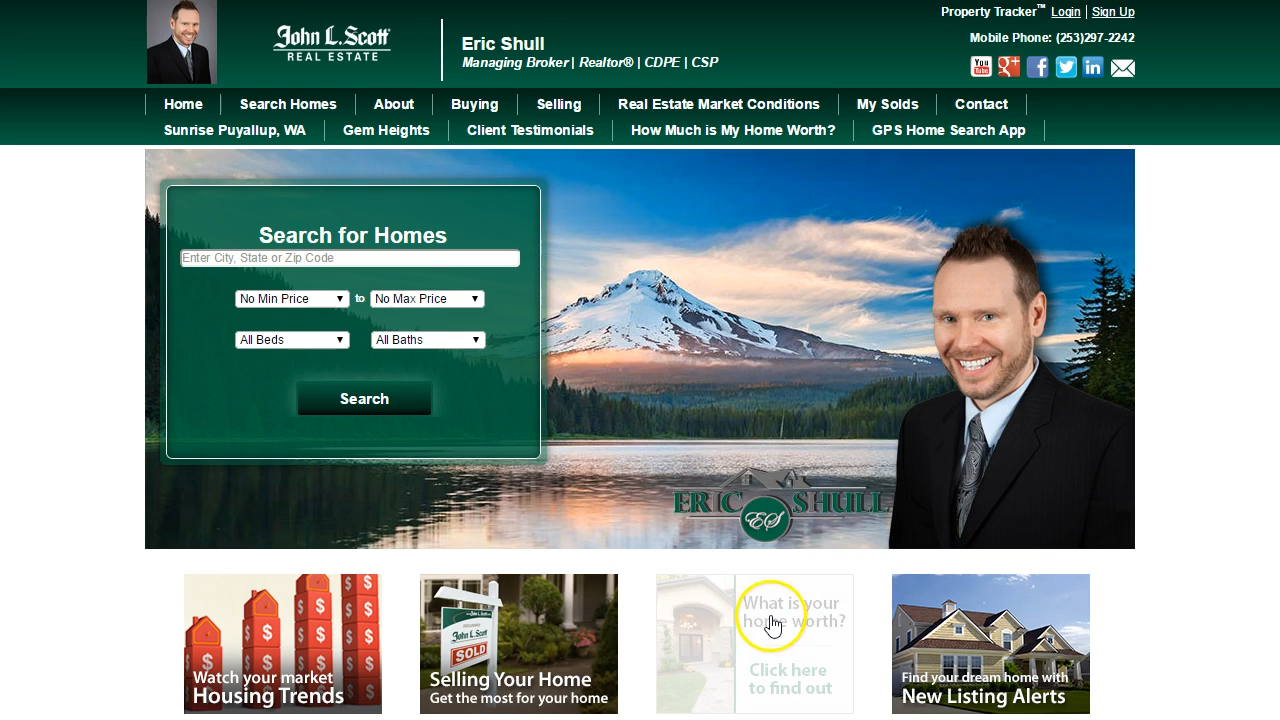 Property Tracker™ Login | Sign Up
John L. Scott
REAL ESTATE
Eric Shull
Managing Broker | Realtor® | CDPE | CSP
Mobile Phone: (253)297-2242
You Tube g+ f in
Home Search Homes About Buying Selling Real Estate Market Conditions My Solds Contact
Sunrise Puyallup, WA Gem Heights Client Testimonials How Much is My Home Worth? GPS Home Search App
Search for Homes
Enter City, State or Zip Code
No Min Price to No Max Price
All Beds All Baths
Search
ERIC SHULL
ES
$ $ $ $ $ $ $ $ $ $
Watch your market
Housing Trends
John L. Scott
SOLD
Selling Your Home
Get the most for your home
What is your
home worth?
Click here
to find out
Find your dream home with
New Listing Alerts